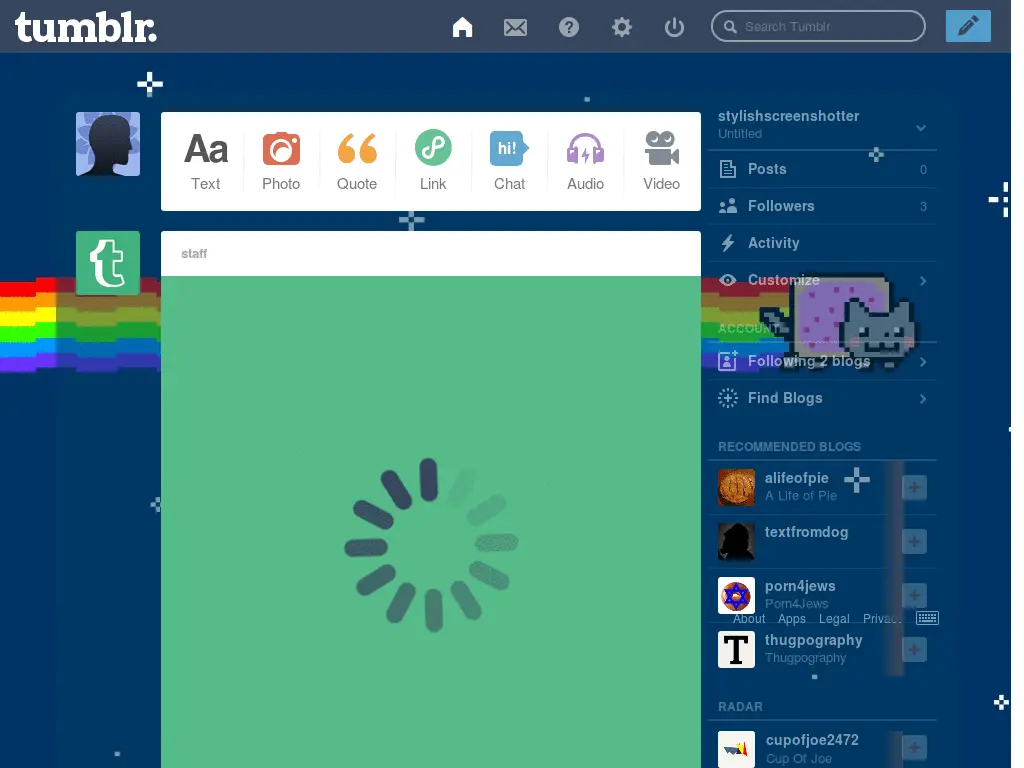 tumblr.
Search Tumblr
Aa
hi!
Text
Photo
Quote
Link
Chat
Audio
Video
staff
stylishscreenshotter
Untitled
Posts 0
Followers 3
Activity
Customize
ACCOUNT
Following 2 blogs
Find Blogs
RECOMMENDED BLOGS
alifeofpie
A Life of Pie
textfromdog
porn4jews
Porn4Jews
About Apps Legal Privacy
thugpography
Thugpography
T
RADAR
cupofjoe2472
Cup Of Joe